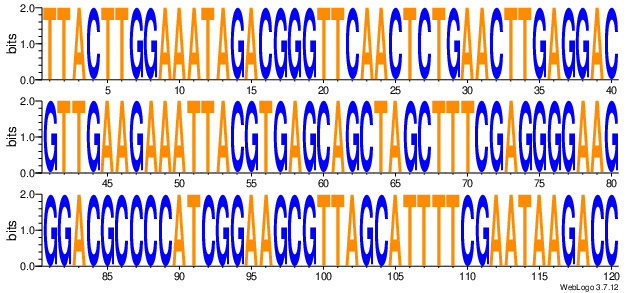 2.0
bits
1.0
0.0
TTACTTGGAAATAGACGGGTTCAACTCTGAACTTGAGGAC
5 10 15 20 25 30 35 40
2.0
bits
1.0
0.0
GTTGAAGAAATTACGTGAGCAGCTAGCTTTCGAGGGGAAG
45 50 55 60 65 70 75 80
2.0
bits
1.0
0.0
GGACGCCCCATCGGAAGCGTTAGCATTTTCGAATAAGACC
85 90 95 100 105 110 115 120
WebLogo 3.7.12